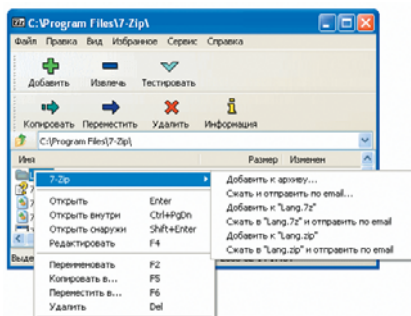 C:\Program Files\7-Zip\
Файл Правка Вид Избранное Сервис Справка
Добавить Извлечь Тестировать
Копировать Переместить Удалить Информация
C:\Program Files\7-Zip\
Имя Размер Изменен
7-Zip
Открыть Enter
Открыть внутри Ctrl+PgDn
Открыть снаружи Shift+Enter
Редактировать F4
Переименовать F2
Копировать в... F5
Переместить в... F6
Удалить Del
Добавить к архиву...
Сжать и отправить по email...
Добавить к "Lang.7z"
Сжать в "Lang.7z" и отправить по email
Добавить к "Lang.zip"
Сжать в "Lang.zip" и отправить по email